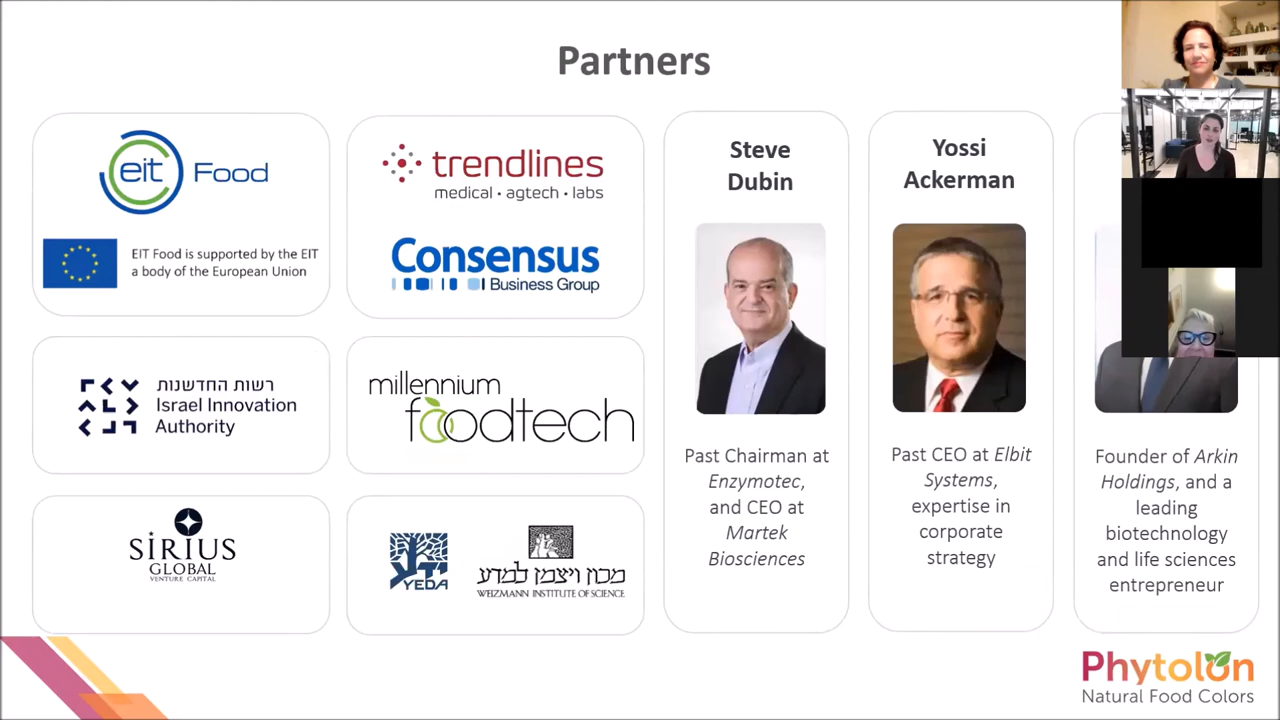 Partners
eit Food
EIT Food is supported by the EIT
a body of the European Union
trendlines
medical • agtech • labs
Consensus
Business Group
רשות החדשנות
Israel Innovation
Authority
millennium
foodtech
SIRIUS
GLOBAL
VENTURE CAPITAL
YEDA
ידע
מכון ויצמן למדע
WEIZMANN INSTITUTE OF SCIENCE
Steve
Dubin
Past Chairman at
Enzymotec,
and CEO at
Martek
Biosciences
Yossi
Ackerman
Past CEO at Elbit
Systems,
expertise in
corporate
strategy
Founder of Arkin
Holdings, and a
leading
biotechnology
and life sciences
entrepreneur
Phytolon
Natural Food Colors